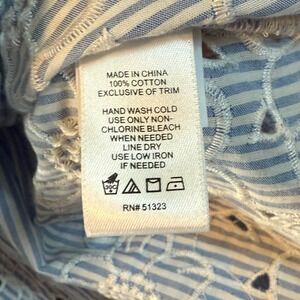 MADE IN CHINA
100% COTTON
EXCLUSIVE OF TRIM
HAND WASH COLD
USE ONLY NON-
CHLORINE BLEACH
WHEN NEEDED
LINE DRY
USE LOW IRON
IF NEEDED
RN# 51323